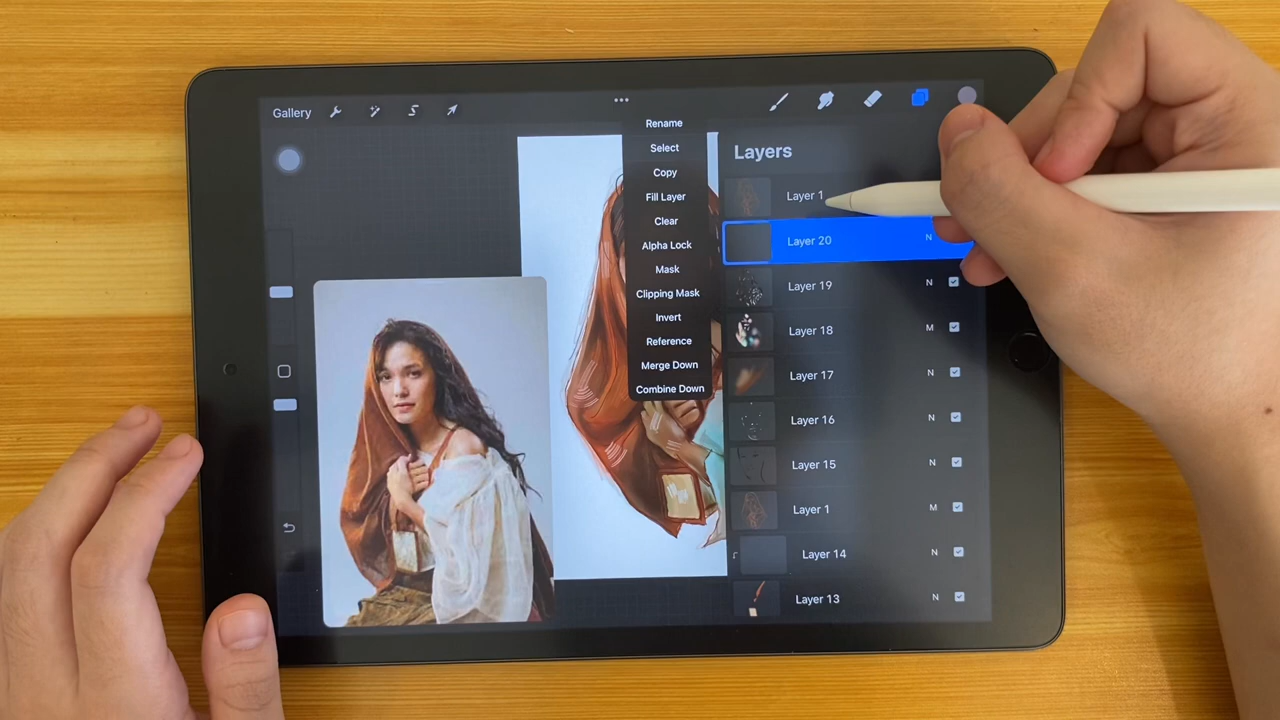 Gallery
Rename
Select
Copy
Fill Layer
Clear
Alpha Lock
Mask
Clipping Mask
Invert
Reference
Merge Down
Combine Down
Layers
Layer 1
Layer 20 N
Layer 19 N
Layer 18 M
Layer 17 N
Layer 16 N
Layer 15 N
Layer 1 M
Layer 14 N
Layer 13 N